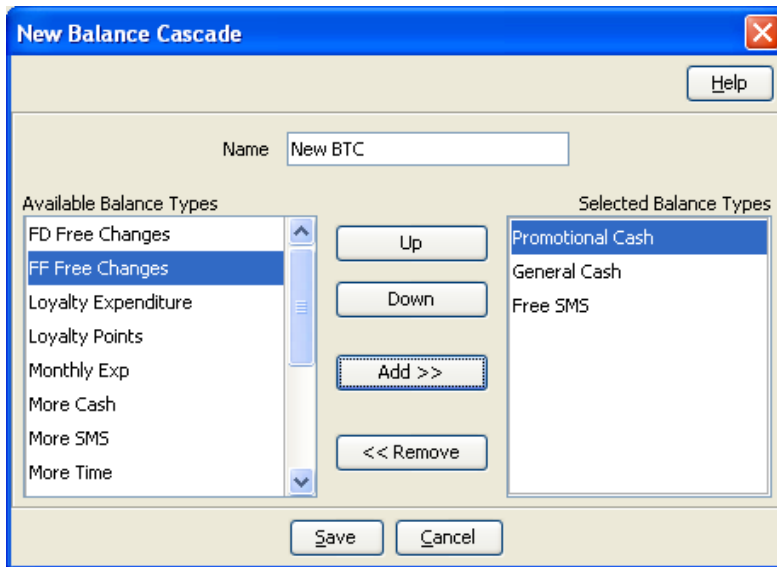 New Balance Cascade
Help
Name New BTC
Available Balance Types
Selected Balance Types
FD Free Changes
FF Free Changes
Loyalty Expenditure
Loyalty Points
Monthly Exp
More Cash
More SMS
More Time
Up
Down
Add >>
<< Remove
Promotional Cash
General Cash
Free SMS
Save Cancel